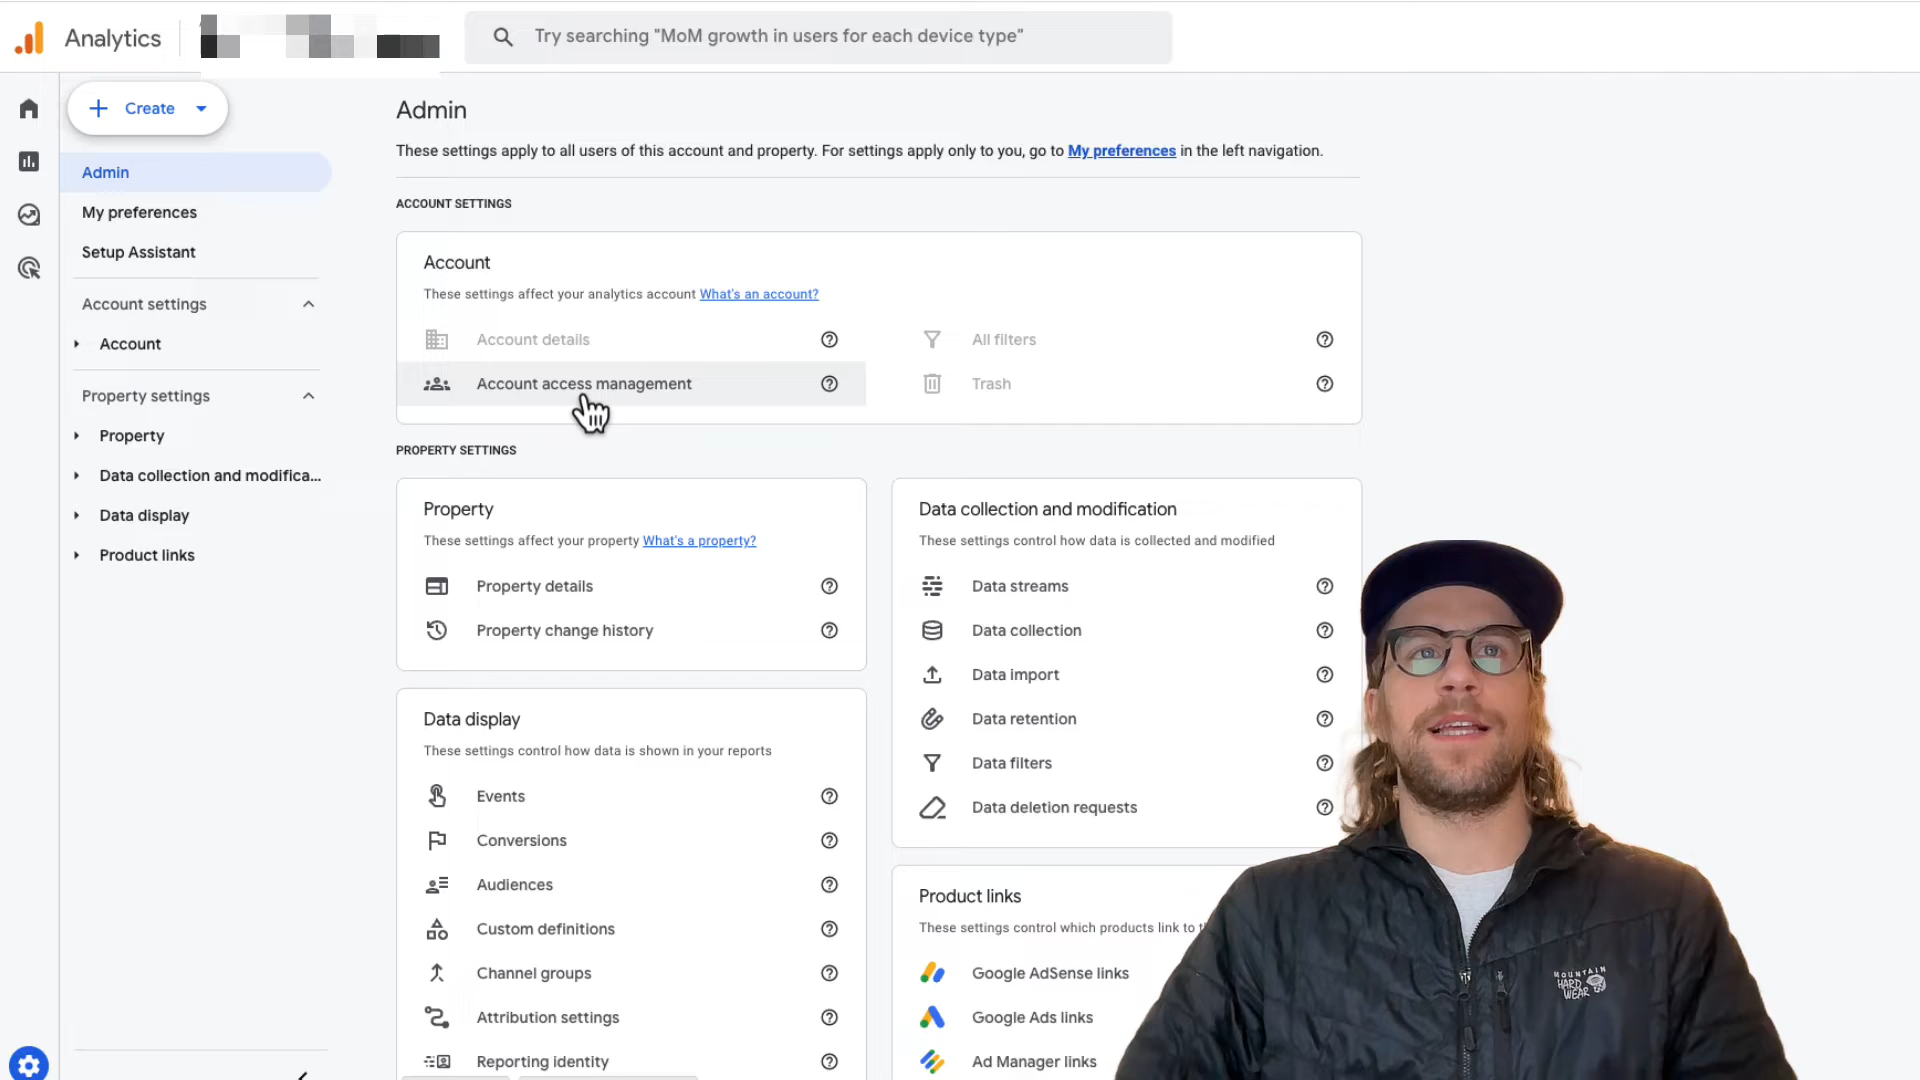 Analytics
Try searching "MoM growth in users for each device type"
Create
Admin
My preferences
Setup Assistant
Account settings
Account
Property settings
Property
Data collection and modifica...
Data display
Product links
Admin
These settings apply to all users of this account and property. For settings apply only to you, go to My preferences in the left navigation.
ACCOUNT SETTINGS
Account
These settings affect your analytics account What's an account?
Account details
All filters
Account access management
Trash
PROPERTY SETTINGS
Property
These settings affect your property What's a property?
Property details
Property change history
Data collection and modification
These settings control how data is collected and modified
Data streams
Data collection
Data import
Data retention
Data filters
Data deletion requests
Data display
These settings control how data is shown in your reports
Events
Conversions
Audiences
Custom definitions
Channel groups
Attribution settings
Reporting identity
Product links
These settings control which products link to
Google AdSense links
Google Ads links
Ad Manager links
MOUNTAIN
HARD
WEAR